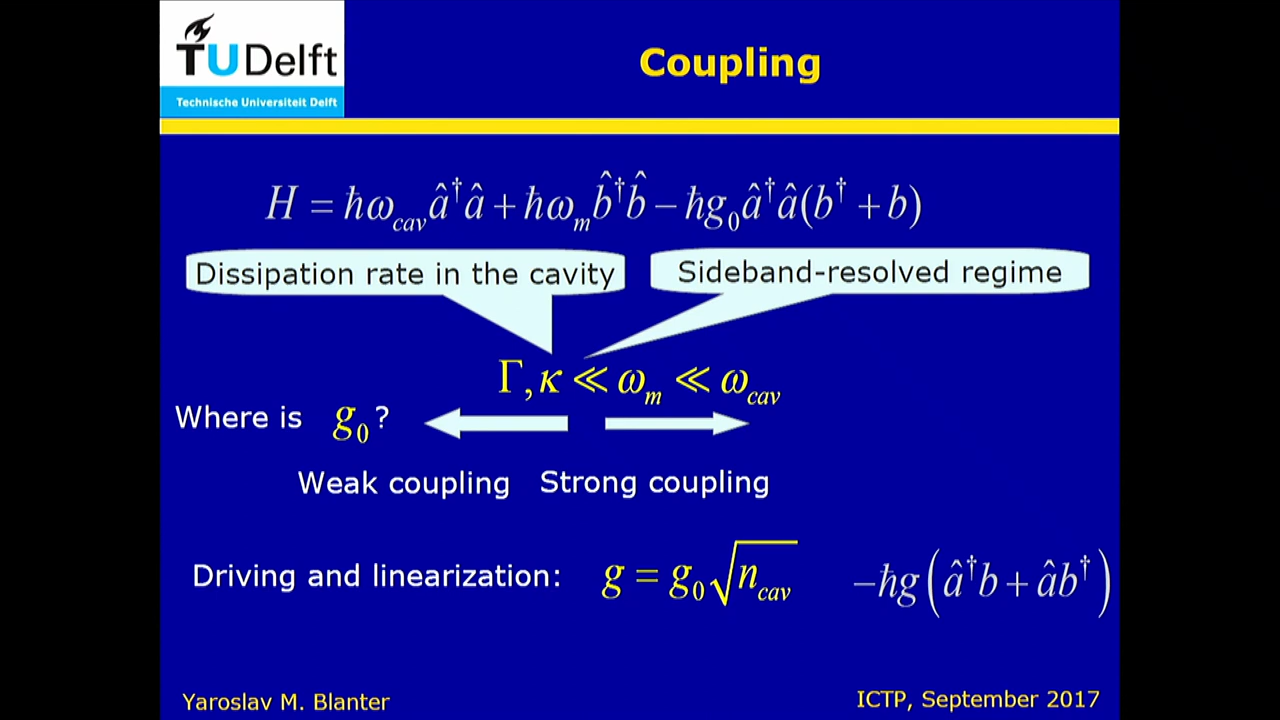 TU Delft
Technische Universiteit Delft
Coupling
H = ħω_cav â†â + ħω_m b̂†b̂ − ħg₀â†â(b† + b)
Dissipation rate in the cavity
Sideband-resolved regime
Γ, κ ≪ ω_m ≪ ω_cav
Where is g₀?
Weak coupling Strong coupling
Driving and linearization: g = g₀√n_cav −ħg(â†b + âb†)
Yaroslav M. Blanter
ICTP, September 2017